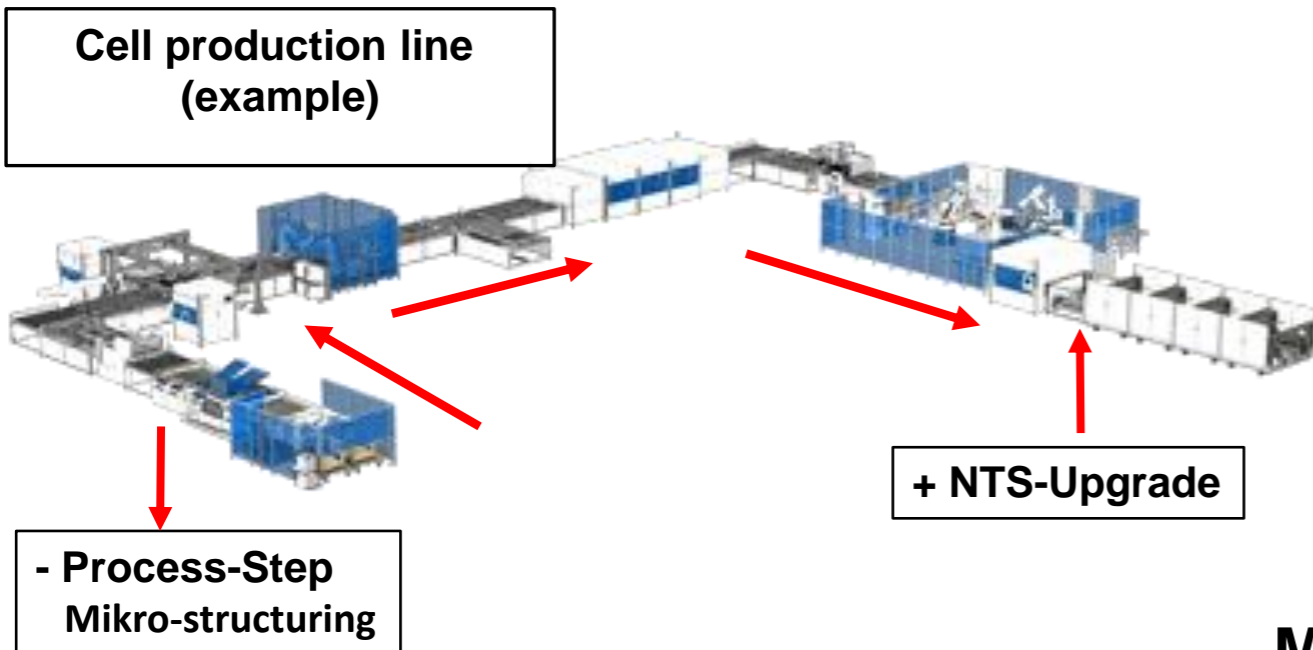 Cell production line
(example)
+ NTS-Upgrade
- Process-Step
Mikro-structuring
M